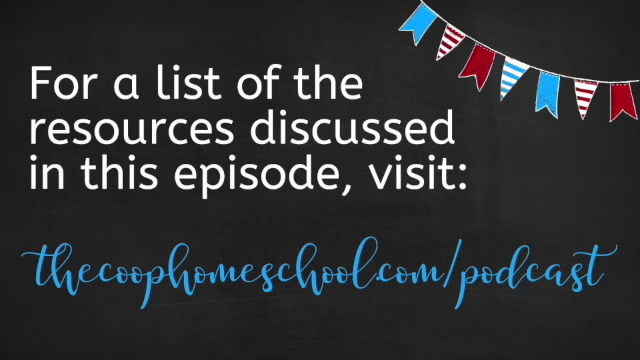 For a list of the
resources discussed
in this episode, visit:
thecoophomeschool.com/podcast